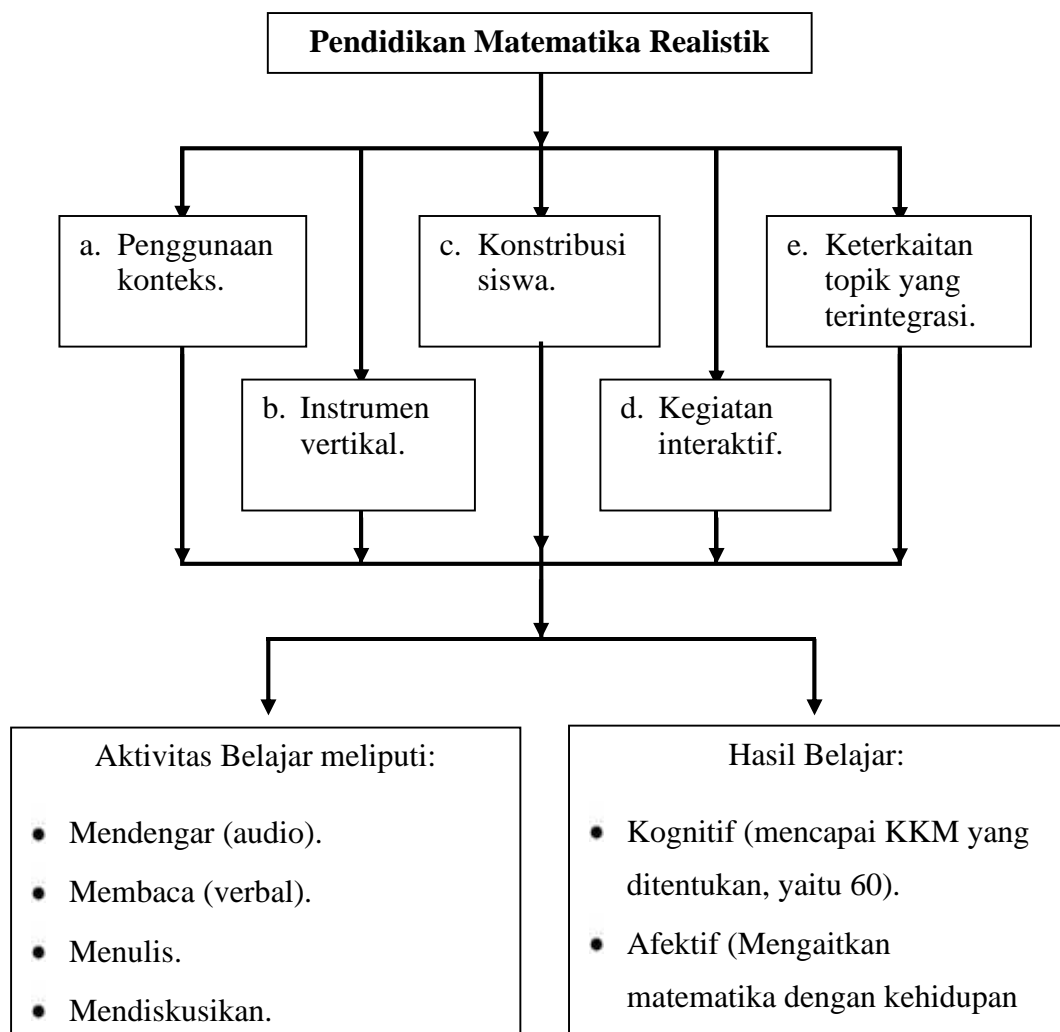 Pendidikan Matematika Realistik
a. Penggunaan
konteks.
c. Konstribusi
siswa.
e. Keterkaitan
topik yang
terintegrasi.
b. Instrumen
vertikal.
d. Kegiatan
interaktif.
Aktivitas Belajar meliputi:
• Mendengar (audio).
• Membaca (verbal).
• Menulis.
• Mendiskusikan.
Hasil Belajar:
• Kognitif (mencapai KKM yang
ditentukan, yaitu 60).
• Afektif (Mengaitkan
matematika dengan kehidupan